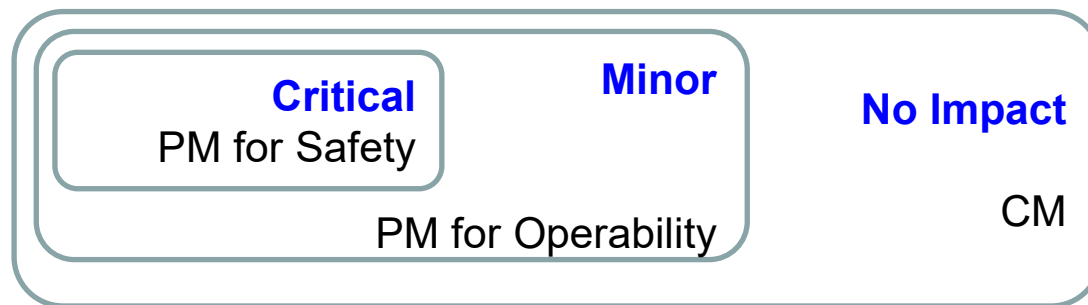 Critical
PM for Safety
Minor
PM for Operability
No Impact
CM